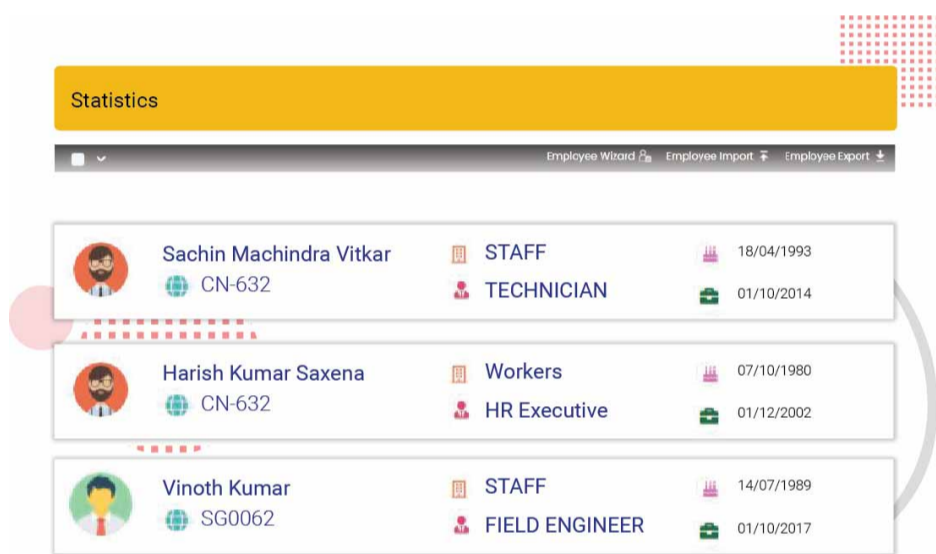 Statistics
Employee Wizard Employee Import Employee Export
Sachin Machindra Vitkar STAFF 18/04/1993
CN-632 TECHNICIAN 01/10/2014
Harish Kumar Saxena Workers 07/10/1980
CN-632 HR Executive 01/12/2002
Vinoth Kumar STAFF 14/07/1989
SG0062 FIELD ENGINEER 01/10/2017